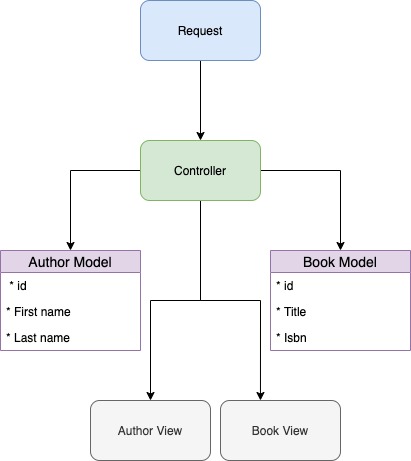 Request
Controller
Author Model
* id
* First name
* Last name
Book Model
* id
* Title
* Isbn
Author View
Book View